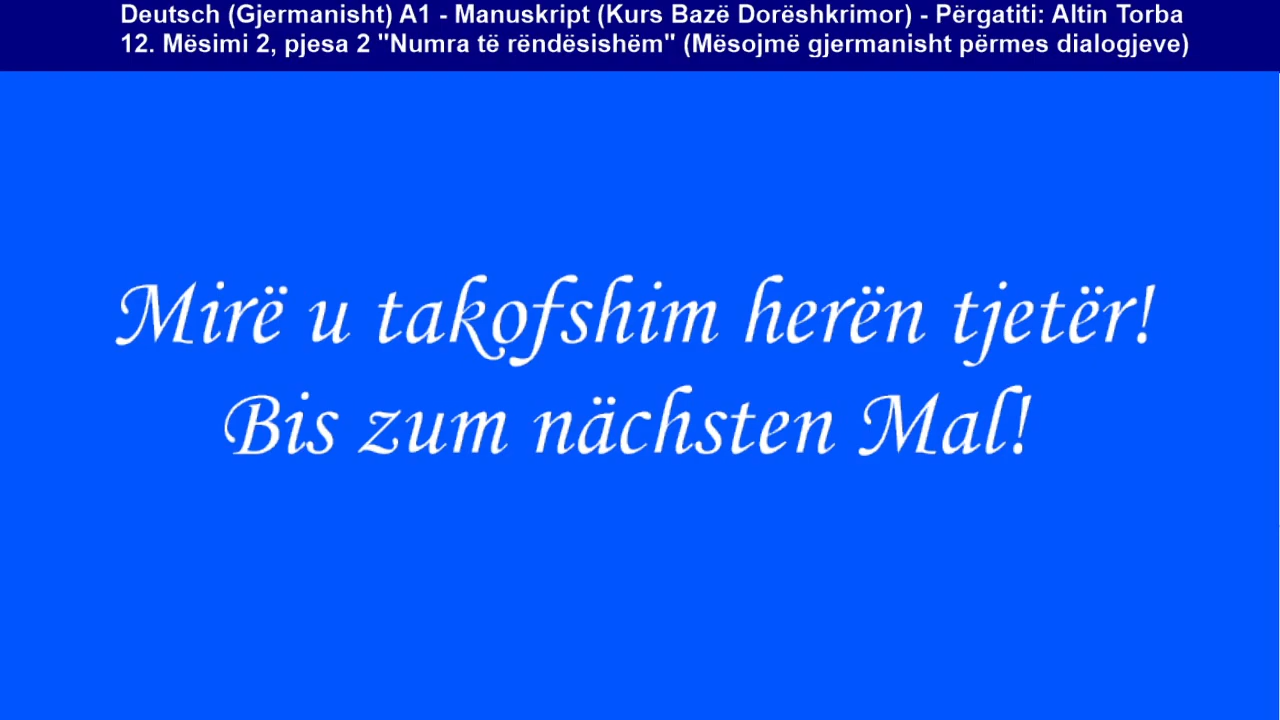 Deutsch (Gjermanisht) A1 - Manuskript (Kurs Bazë Dorëshkrimor) - Përgatiti: Altin Torba
12. Mësimi 2, pjesa 2 "Numra të rëndësishëm" (Mësojmë gjermanisht përmes dialogjeve)
Mirë u takofshim herën tjetër!
Bis zum nächsten Mal!